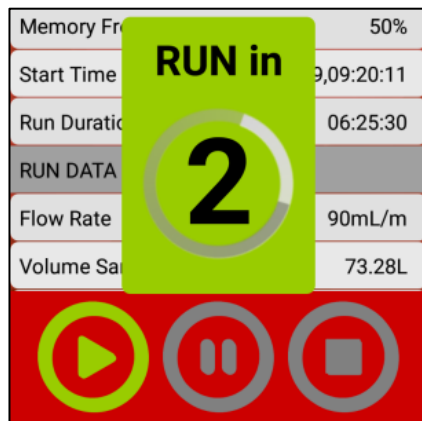 Memory Fr 50%
RUN in
Start Time 9,09:20:11
Run Duratio 06:25:30
2
RUN DATA
Flow Rate 90mL/m
Volume Sa 73.28L